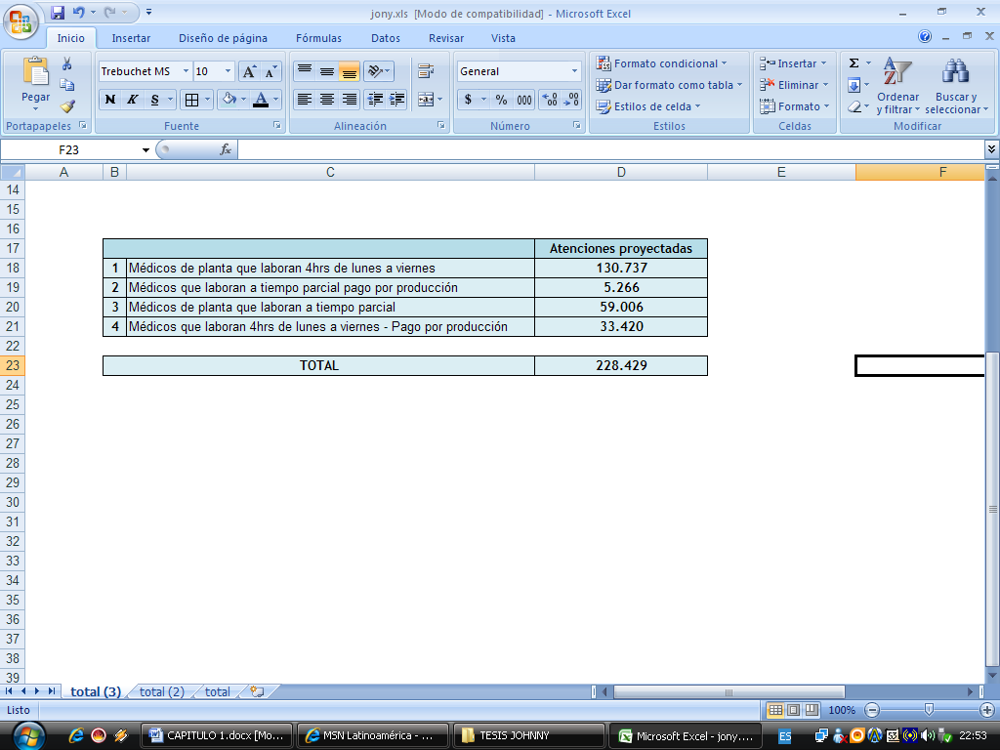 jony.xls [Modo de compatibilidad] - Microsoft Excel
Inicio Insertar Diseño de página Fórmulas Datos Revisar Vista
Pegar
Portapapeles
Trebuchet MS 10
N K S
Fuente
Alineación
General
$ % 000
Número
Formato condicional
Dar formato como tabla
Estilos de celda
Estilos
Insertar
Eliminar
Formato
Celdas
Σ
Ordenar y filtrar
Buscar y seleccionar
Modificar
F23 fx
A B C D E F
14
15
16
17 Atenciones proyectadas
18 1 Médicos de planta que laboran 4hrs de lunes a viernes 130.737
19 2 Médicos que laboran a tiempo parcial pago por producción 5.266
20 3 Médicos de planta que laboran a tiempo parcial 59.006
21 4 Médicos que laboran 4hrs de lunes a viernes - Pago por producción 33.420
22
23 TOTAL 228.429
24
25
26
27
28
29
30
31
32
33
34
35
36
37
38
39
total (3) total (2) total
Listo 100%
CAPITULO 1.docx [Mo... MSN Latinoamérica - ... TESIS JOHNNY Microsoft Excel - jony.... ES 22:53